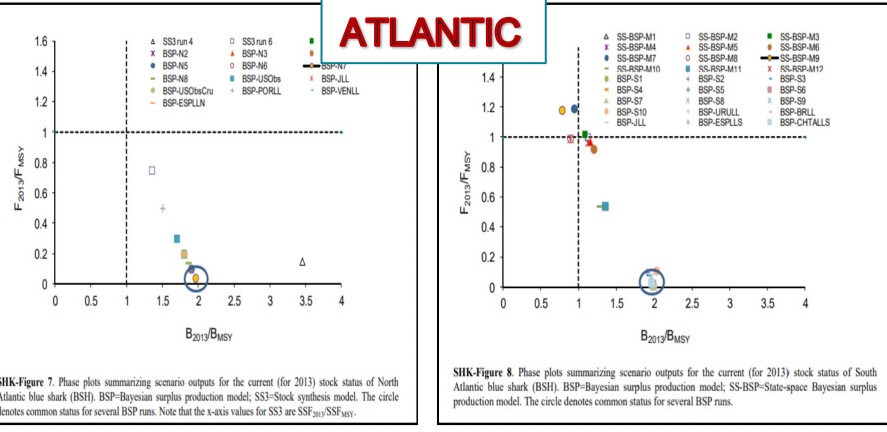 ATLANTIC
SS3 run 4
SS3 run 6
BSP-N2
BSP-N3
BSP-N5
BSP-N6
BSP-N7
BSP-N8
BSP-USObs
BSP-JLL
BSP-USObsCru
BSP-PORLL
BSP-VENLL
BSP-ESPLLN
1.6
1.4
1.2
1
0.8
0.6
0.4
0.2
0
F2013/FMSY
0 0.5 1 1.5 2 2.5 3 3.5 4
B2013/BMSY
SHK-Figure 7. Phase plots summarizing scenario outputs for the current (for 2013) stock status of North
Atlantic blue shark (BSH). BSP=Bayesian surplus production model; SS3=Stock synthesis model. The circle
denotes common status for several BSP runs. Note that the x-axis values for SS3 are SSF2013/SSFMSY.
SS-BSP-M1
SS-BSP-M2
SS-BSP-M3
SS-BSP-M4
SS-BSP-M5
SS-BSP-M6
SS-BSP-M7
SS-BSP-M8
SS-BSP-M9
SS-BSP-M10
SS-BSP-M11
SS-BSP-M12
BSP-S1
BSP-S2
BSP-S3
BSP-S4
BSP-S5
BSP-S6
BSP-S7
BSP-S8
BSP-S9
BSP-S10
BSP-URULL
BSP-BRLL
BSP-JLL
BSP-ESPLLS
BSP-CHTALLS
1.4
1.2
1
0.8
0.6
0.4
0.2
0
F2013/FMSY
0 0.5 1 1.5 2 2.5 3 3.5 4
B2013/BMSY
SHK-Figure 8. Phase plots summarizing scenario outputs for the current (for 2013) stock status of South
Atlantic blue shark (BSH). BSP=Bayesian surplus production model; SS-BSP=State-space Bayesian surplus
production model. The circle denotes common status for several BSP runs.